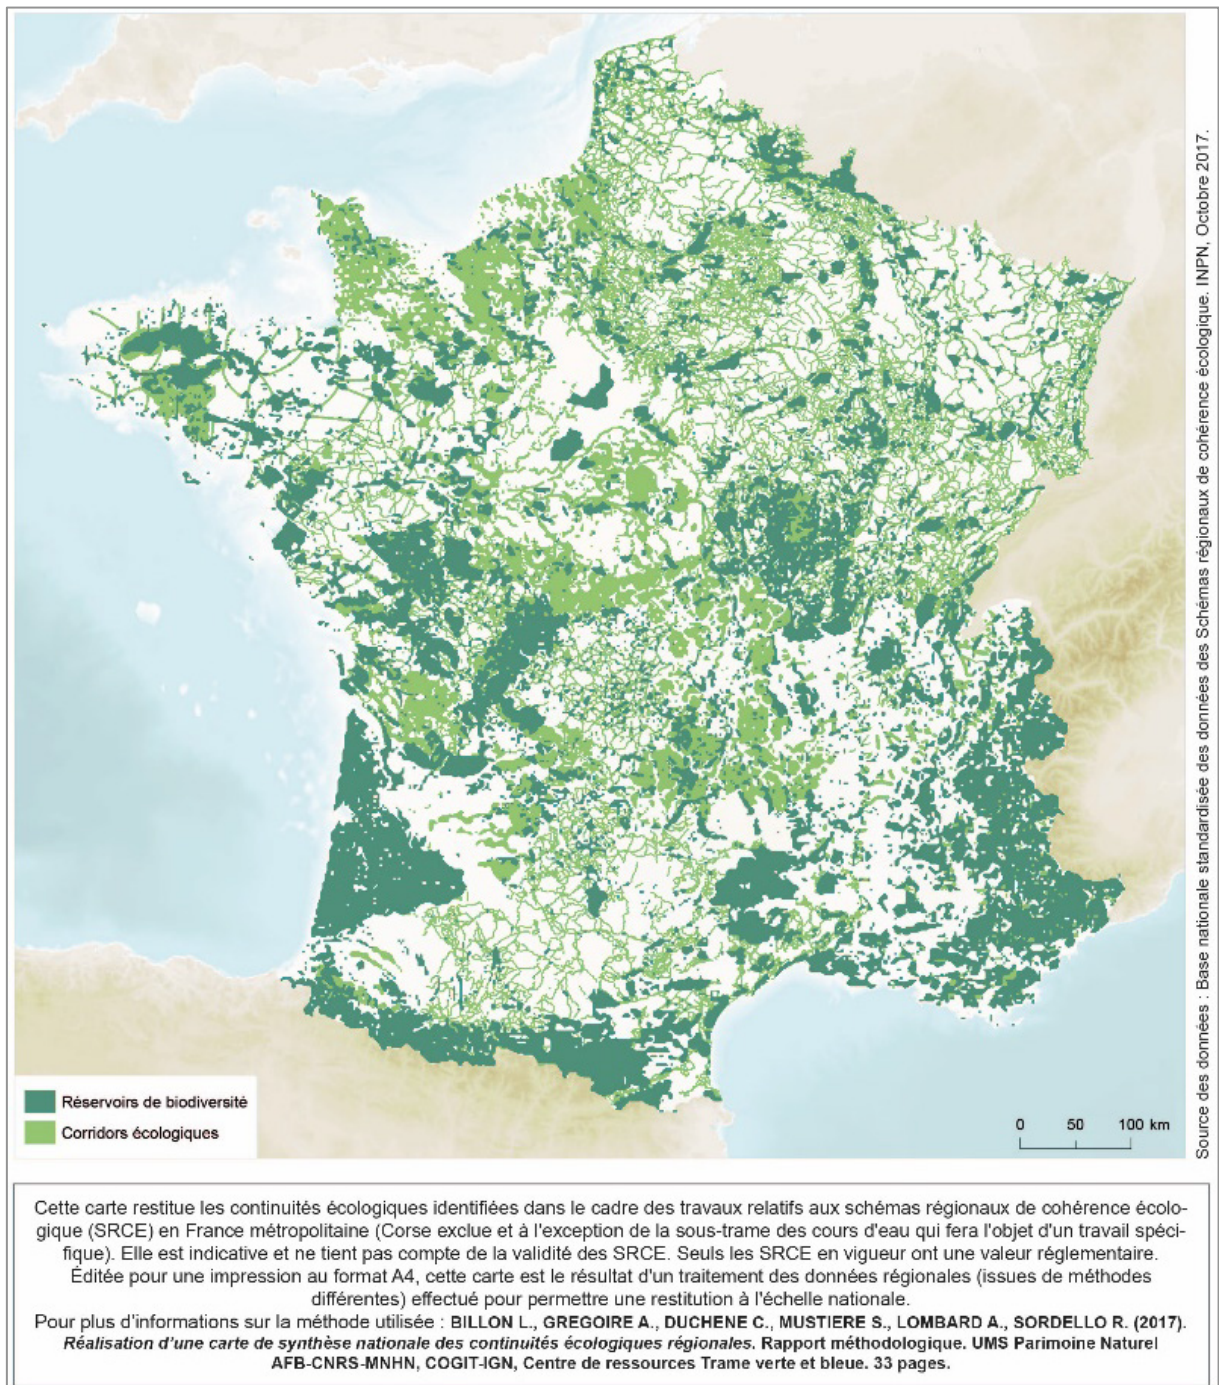 Réservoirs de biodiversité
Corridors écologiques
0 50 100 km
Source des données : Base nationale standardisée des données des Schémas régionaux de cohérence écologique. INPN, Octobre 2017.
Cette carte restitue les continuités écologiques identifiées dans le cadre des travaux relatifs aux schémas régionaux de cohérence écolo-
gique (SRCE) en France métropolitaine (Corse exclue et à l'exception de la sous-trame des cours d'eau qui fera l'objet d'un travail spéci-
fique). Elle est indicative et ne tient pas compte de la validité des SRCE. Seuls les SRCE en vigueur ont une valeur réglementaire.
Éditée pour une impression au format A4, cette carte est le résultat d'un traitement des données régionales (issues de méthodes
différentes) effectué pour permettre une restitution à l'échelle nationale.
Pour plus d'informations sur la méthode utilisée : BILLON L., GREGOIRE A., DUCHENE C., MUSTIERE S., LOMBARD A., SORDELLO R. (2017).
Réalisation d'une carte de synthèse nationale des continuités écologiques régionales. Rapport méthodologique. UMS Parimoine Naturel
AFB-CNRS-MNHN, COGIT-IGN, Centre de ressources Trame verte et bleue. 33 pages.